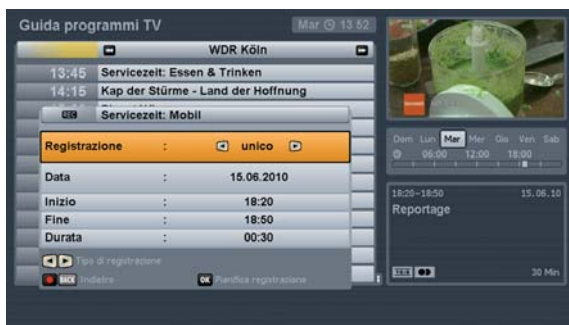 Guida programmi TV
Mar 13 52
WDR Köln
13:45 Servicezeit: Essen & Trinken
14:15 Kap der Stürme - Land der Hoffnung
REC Servicezeit: Mobil
Registrazione : unico
Data : 15.06.2010
Inizio : 18:20
Fine : 18:50
Durata : 00:30
Tipo di registrazione
BACK Indietro
OK Pianifica registrazione
Dom Lun Mar Mer Gio Ven Sab
06:00 12:00 18:00
18:20-18:50 15.06.10
Reportage
30 Min